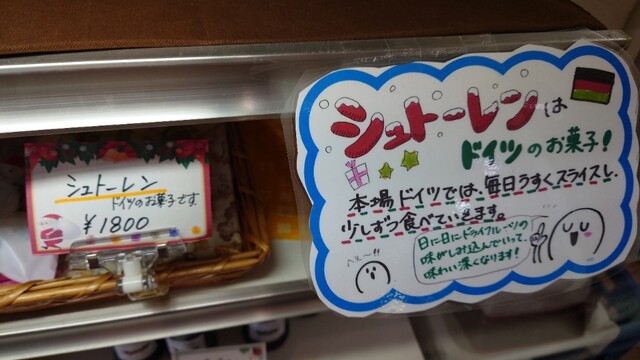 シュトーレン
ドイツのお菓子です
¥1800
シュトーレンは
ドイツのお菓子!
本場ドイツでは、毎日うすくスライスし、
少しずつ食べていきます。
日に日にドライフルーツの
味がしみ込んでいって、
味わい深くなります!
へぇ〜!!